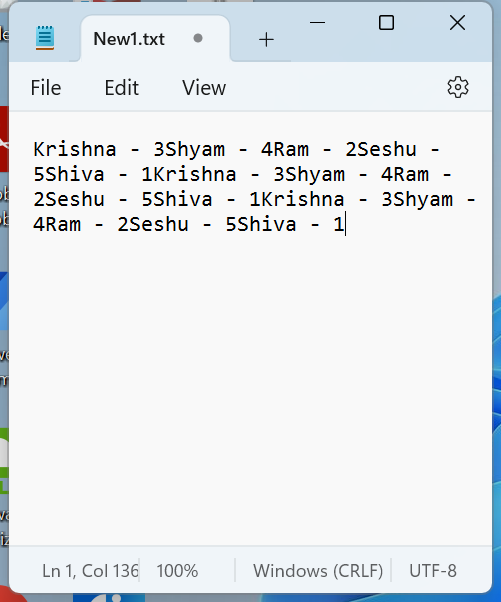 New1.txt
File Edit View
Krishna - 3Shyam - 4Ram - 2Seshu -
5Shiva - 1Krishna - 3Shyam - 4Ram -
2Seshu - 5Shiva - 1Krishna - 3Shyam -
4Ram - 2Seshu - 5Shiva - 1
Ln 1, Col 136 100% Windows (CRLF) UTF-8